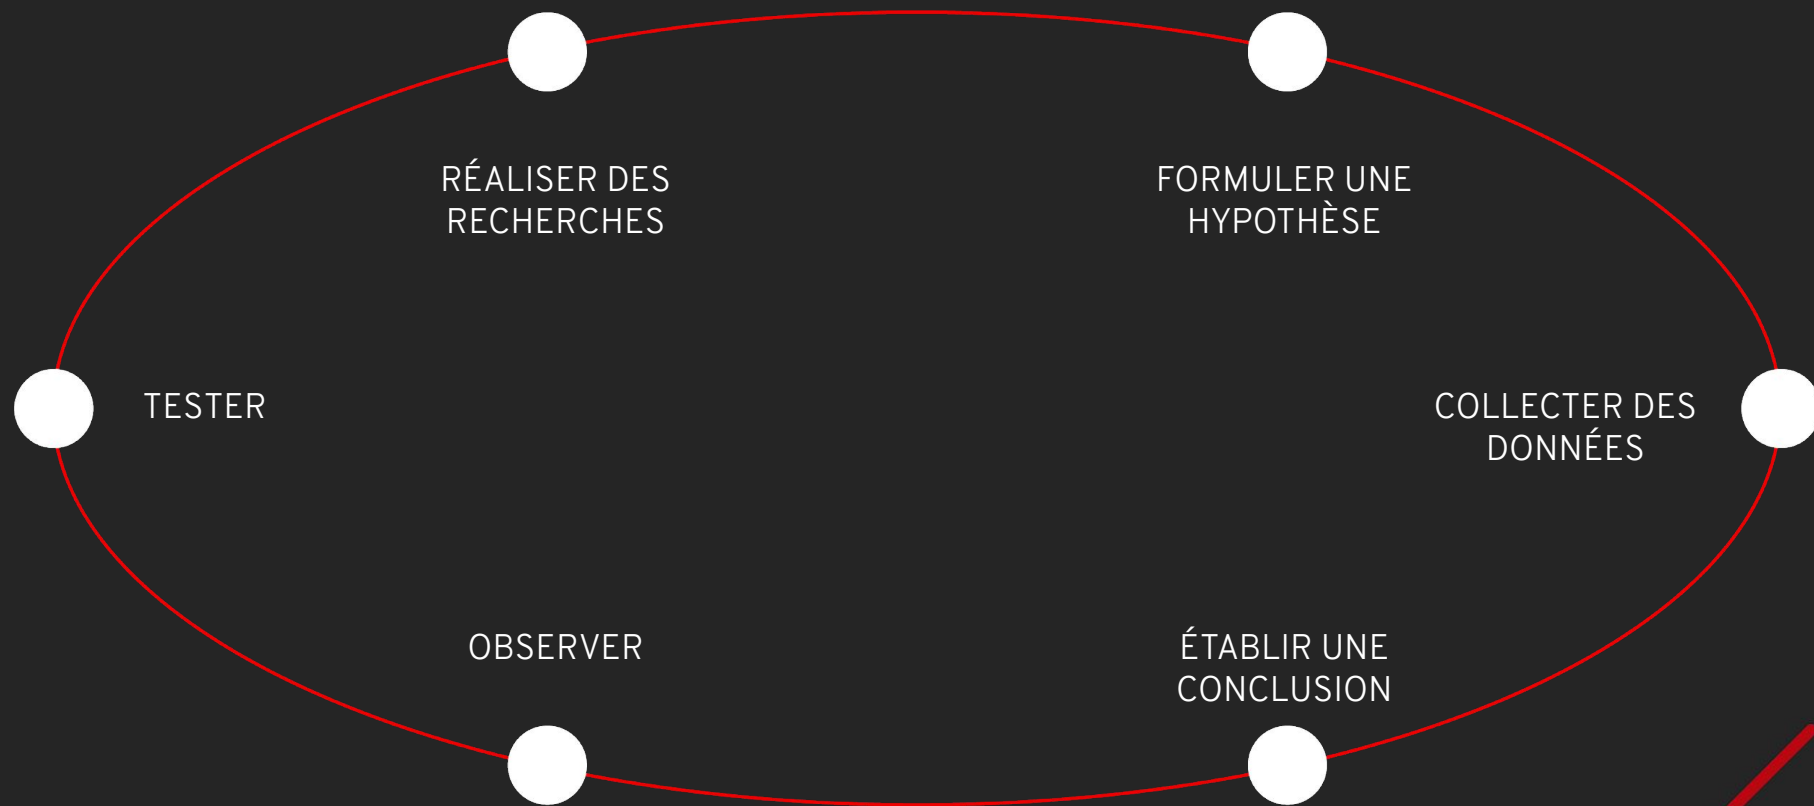 RÉALISER DES
RECHERCHES
FORMULER UNE
HYPOTHÈSE
TESTER
COLLECTER DES
DONNÉES
OBSERVER
ÉTABLIR UNE
CONCLUSION